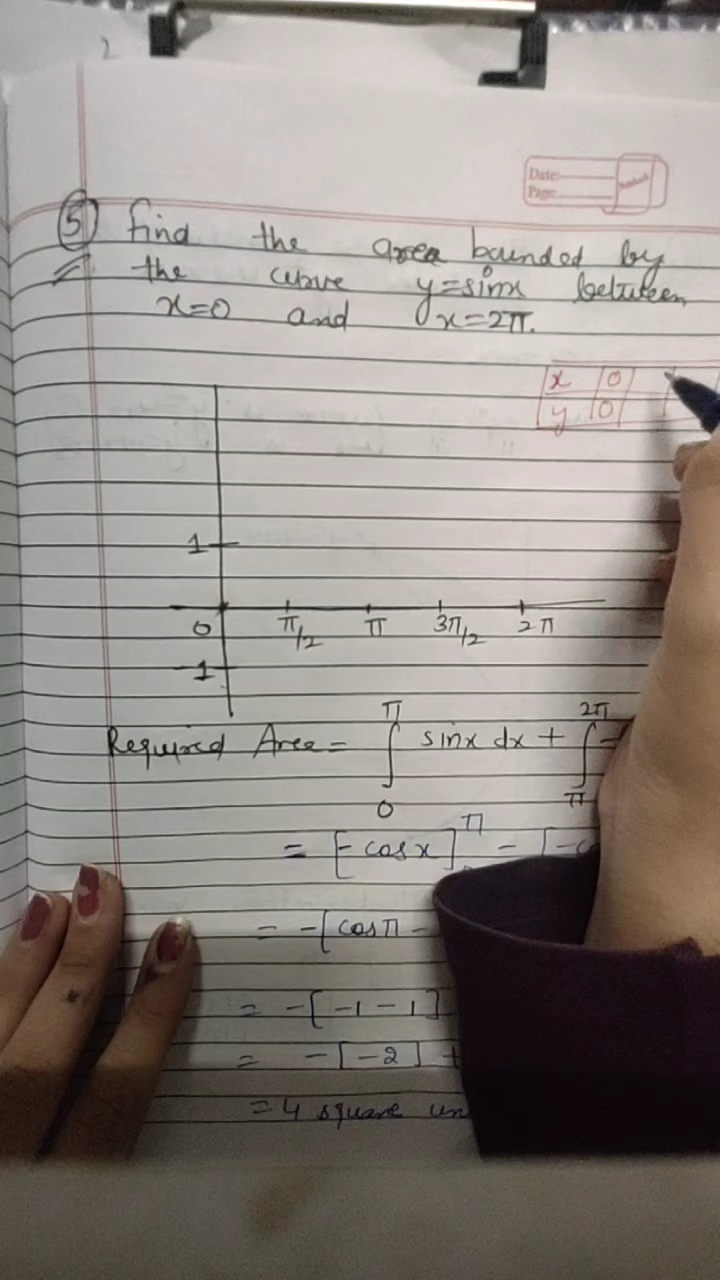 2
Date:
Page:
5 find the area bounded by
the curve y=sinx between
x=0 and x=2π.
x 0
y 0
1
0 π/2 π 3π/2 2π
-1
Required Area = ∫₀^π sinx dx + ∫_π^2π -
= [-cosx]^π - [-c
= -[cosπ -
= -[-1-1]
= -[-2] +
= 4 square un